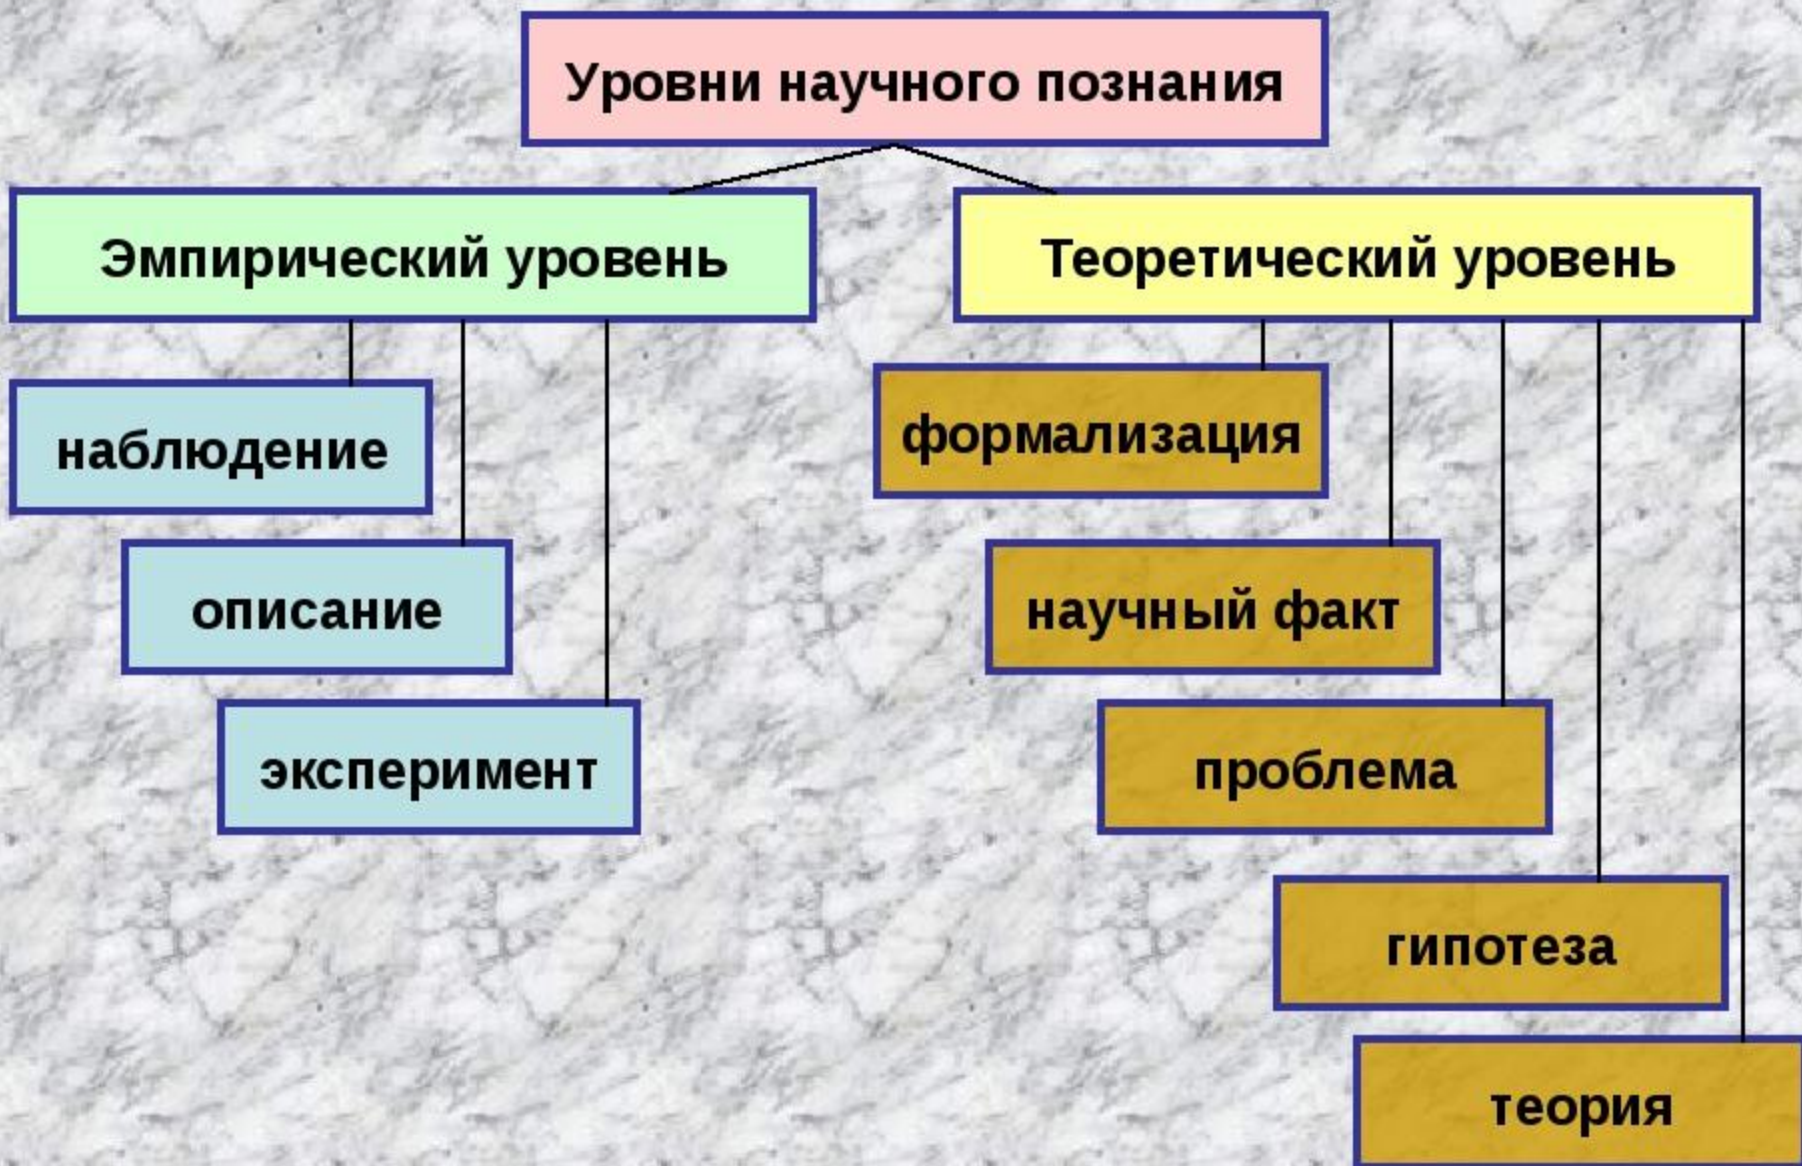 Уровни научного познания
Эмпирический уровень
Теоретический уровень
наблюдение
описание
эксперимент
формализация
научный факт
проблема
гипотеза
теория